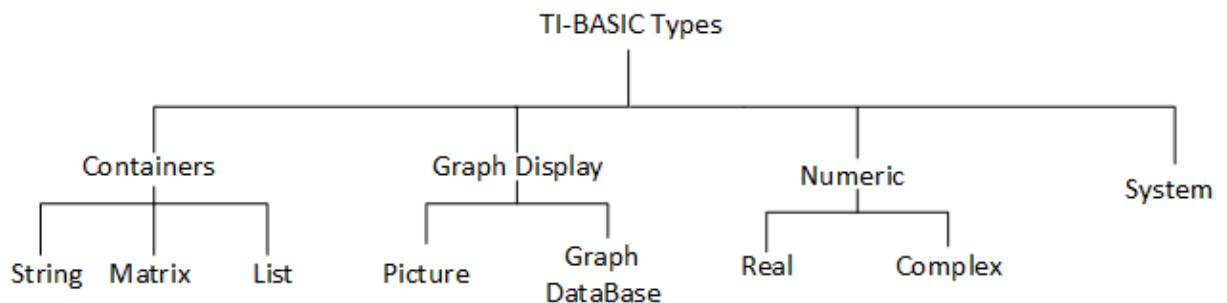 TI-BASIC Types
Containers
Graph Display
Numeric
System
String
Matrix
List
Picture
Graph
DataBase
Real
Complex